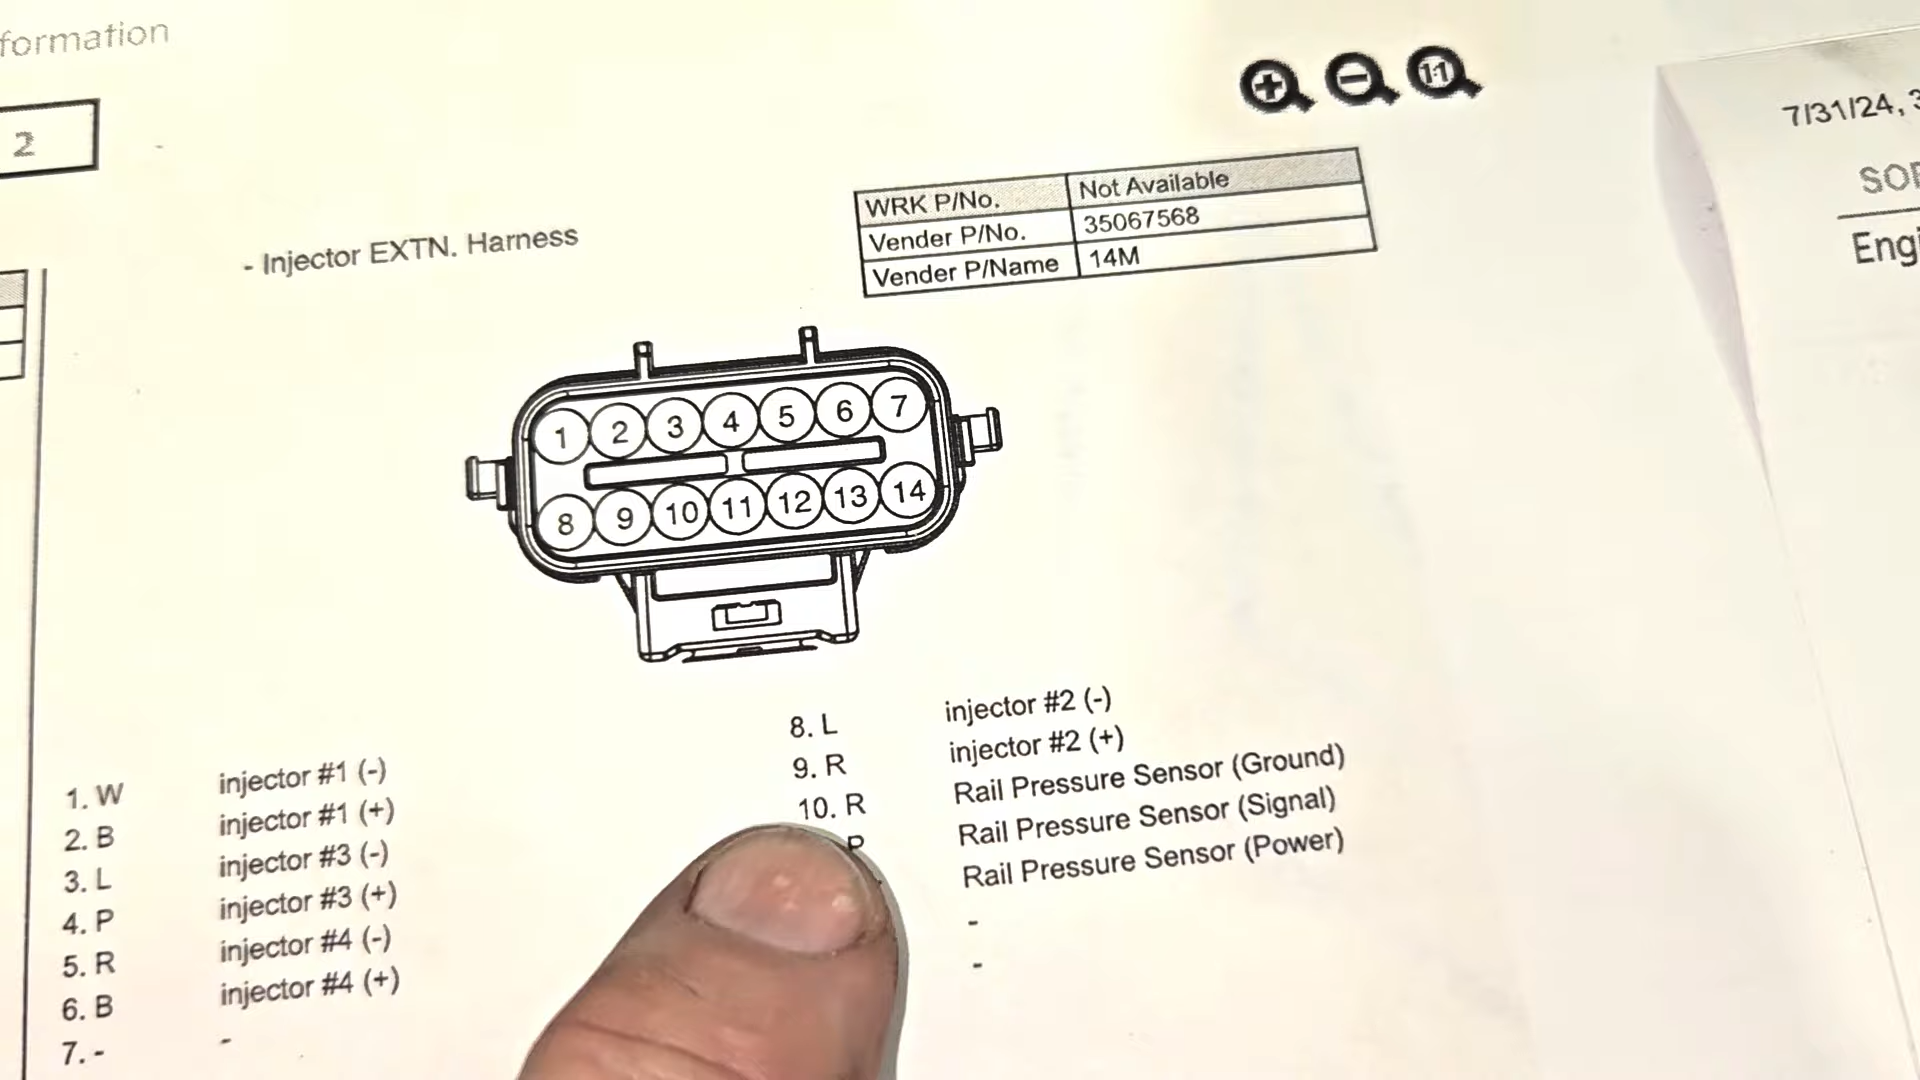 formation
2
1:1
7/31/24, 3
WRK P/No. Not Available
Vender P/No. 35067568
Vender P/Name 14M
- Injector EXTN. Harness
Engi
1 2 3 4 5 6 7
8 9 10 11 12 13 14
1. W injector #1 (-)
2. B injector #1 (+)
3. L injector #3 (-)
4. P injector #3 (+)
5. R injector #4 (-)
6. B injector #4 (+)
7. - -
8. L injector #2 (-)
9. R injector #2 (+)
10. R Rail Pressure Sensor (Ground)
P Rail Pressure Sensor (Signal)
Rail Pressure Sensor (Power)
-
-